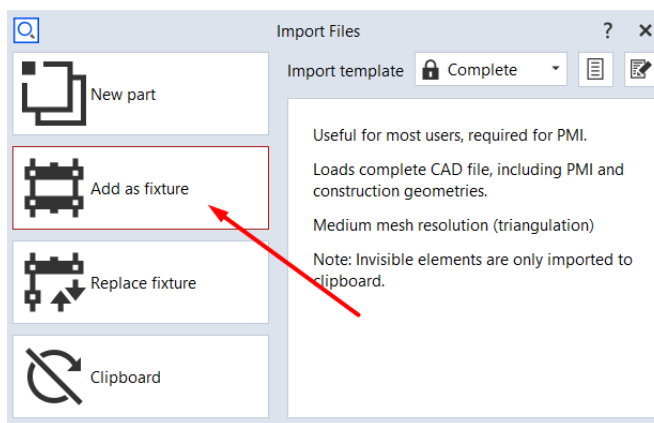 Import Files
?
New part
Import template
Complete
Useful for most users, required for PMI.
Add as fixture
Loads complete CAD file, including PMI and
construction geometries.
Medium mesh resolution (triangulation)
Note: Invisible elements are only imported to
clipboard.
Replace fixture
Clipboard